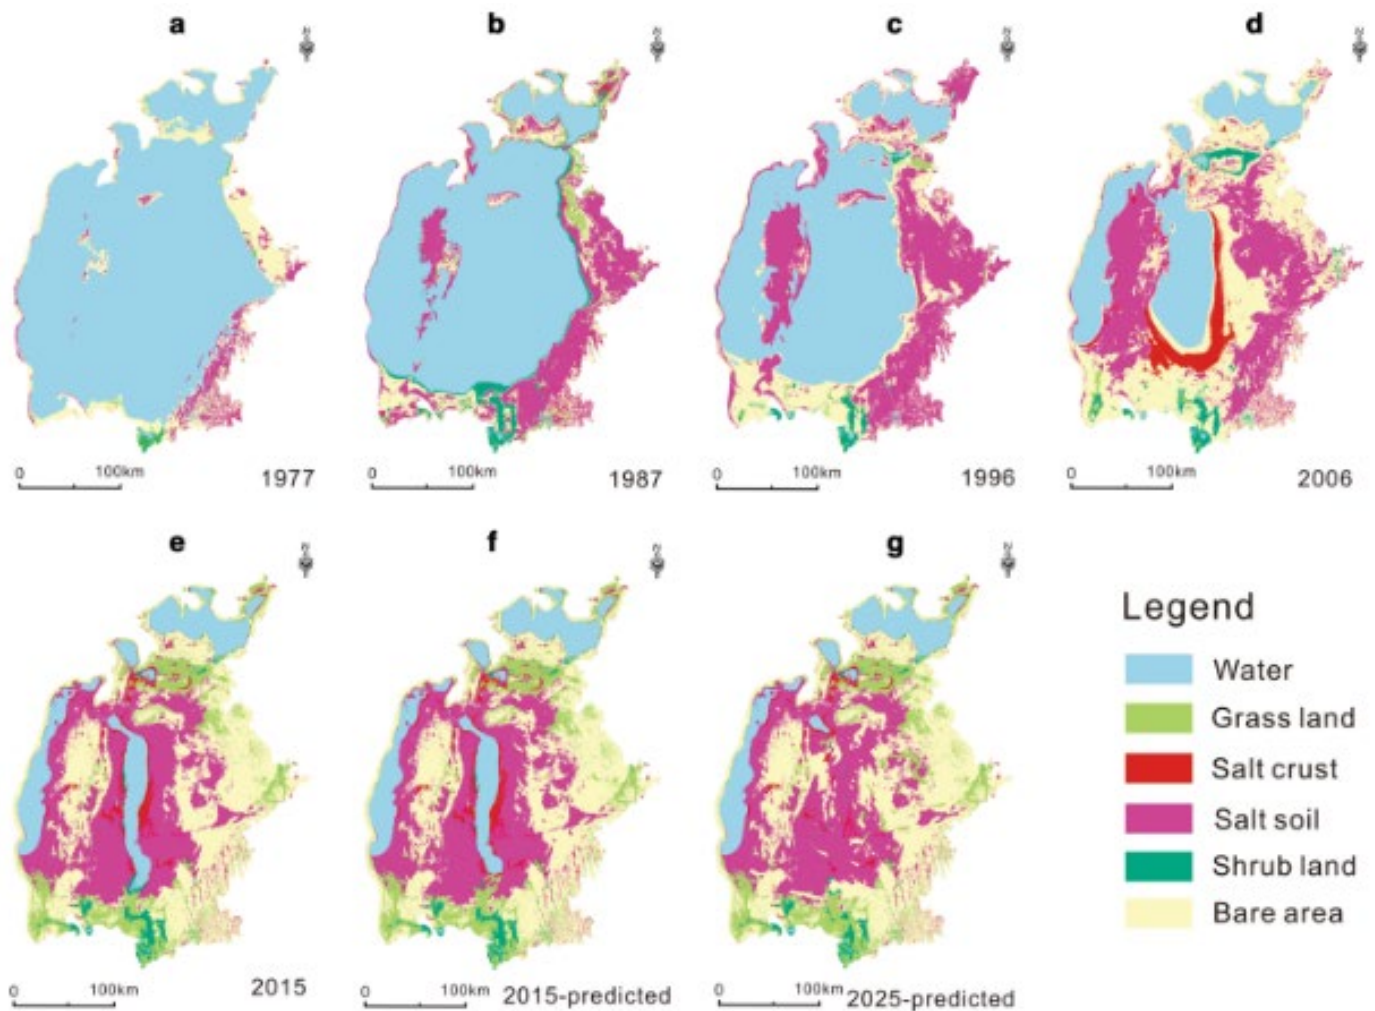 a
b
c
d
0 100km 1977
0 100km 1987
0 100km 1996
0 100km 2006
e
f
g
Legend
Water
Grass land
Salt crust
Salt soil
Shrub land
Bare area
0 100km 2015
0 100km 2015-predicted
0 100km 2025-predicted